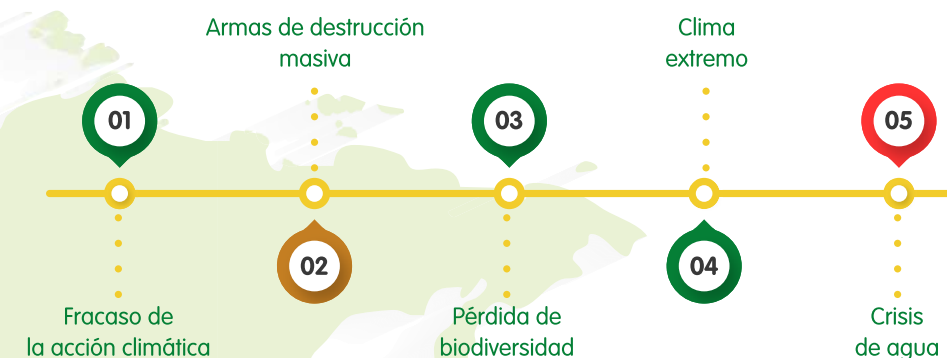 01
Fracaso de
la acción climática
Armas de destrucción
masiva
02
03
Pérdida de
biodiversidad
Clima
extremo
04
05
Crisis
de agua